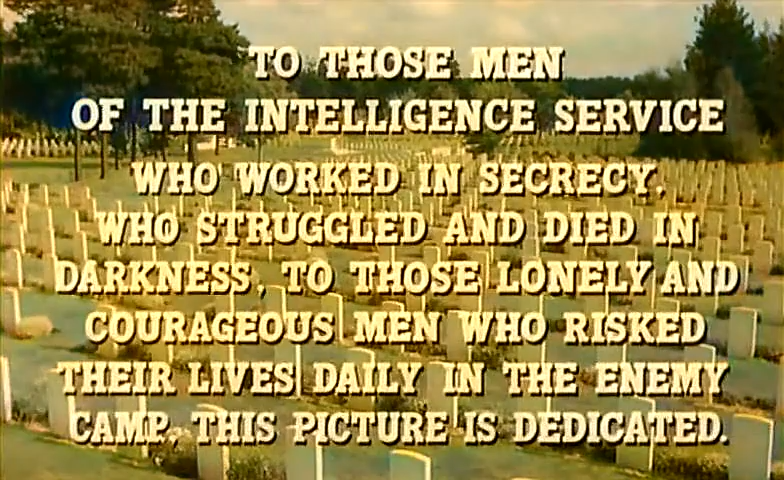 TO THOSE MEN
OF THE INTELLIGENCE SERVICE
WHO WORKED IN SECRECY,
WHO STRUGGLED AND DIED IN
DARKNESS, TO THOSE LONELY AND
COURAGEOUS MEN WHO RISKED
THEIR LIVES DAILY IN THE ENEMY
CAMP, THIS PICTURE IS DEDICATED.